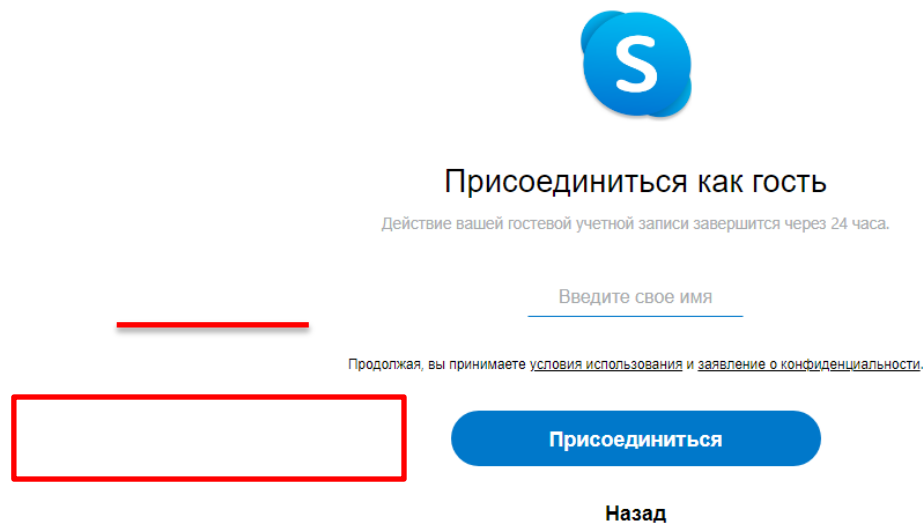 S
Присоединиться как гость
Действие вашей гостевой учетной записи завершится через 24 часа.
Введите свое имя
Продолжая, вы принимаете условия использования и заявление о конфиденциальности.
Присоединиться
Назад